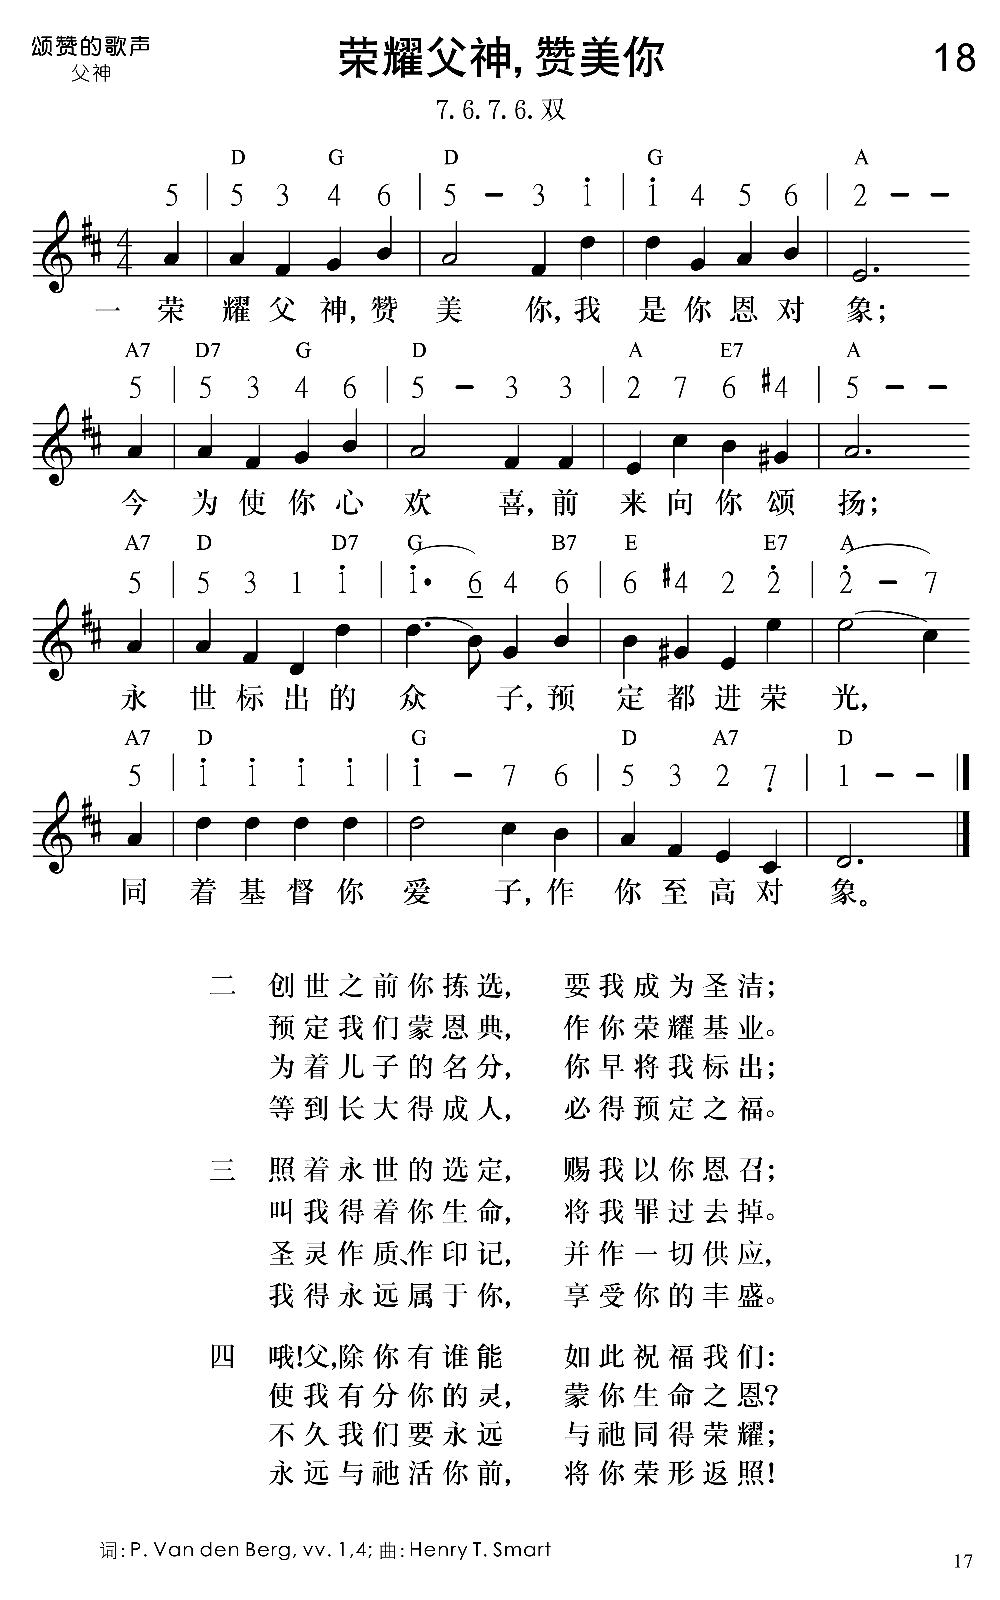 颂赞的歌声
父神
荣耀父神,赞美你
18
7.6.7.6.双
D G D G A
5 | 5 3 4 6 | 5 - 3 i | i 4 5 6 | 2 - -
4
4
一 荣 耀 父 神,赞 美 你,我 是 你 恩 对 象;
A7 D7 G D A E7 A
5 | 5 3 4 6 | 5 - 3 3 | 2 7 6 #4 | 5 - -
今 为 使 你 心 欢 喜,前 来 向 你 颂 扬;
A7 D D7 G B7 E E7 A
5 | 5 3 1 i | i· 6 4 6 | 6 #4 2 2̇ | 2̇ - 7
永 世 标 出 的 众 子,预 定 都 进 荣 光,
A7 D G D A7 D
5 | i i i i | i - 7 6 | 5 3 2 7̣ | 1 - -
同 着 基 督 你 爱 子,作 你 至 高 对 象。
二 创世之前你拣选, 要我成为圣洁;
预定我们蒙恩典, 作你荣耀基业。
为着儿子的名分, 你早将我标出;
等到长大得成人, 必得预定之福。
三 照着永世的选定, 赐我以你恩召;
叫我得着你生命, 将我罪过去掉。
圣灵作质、作印记, 并作一切供应,
我得永远属于你, 享受你的丰盛。
四 哦!父,除你有谁能 如此祝福我们:
使我有分你的灵, 蒙你生命之恩?
不久我们要永远 与祂同得荣耀;
永远与祂活你前, 将你荣形返照!
词: P. Van den Berg, vv. 1,4; 曲: Henry T. Smart
17